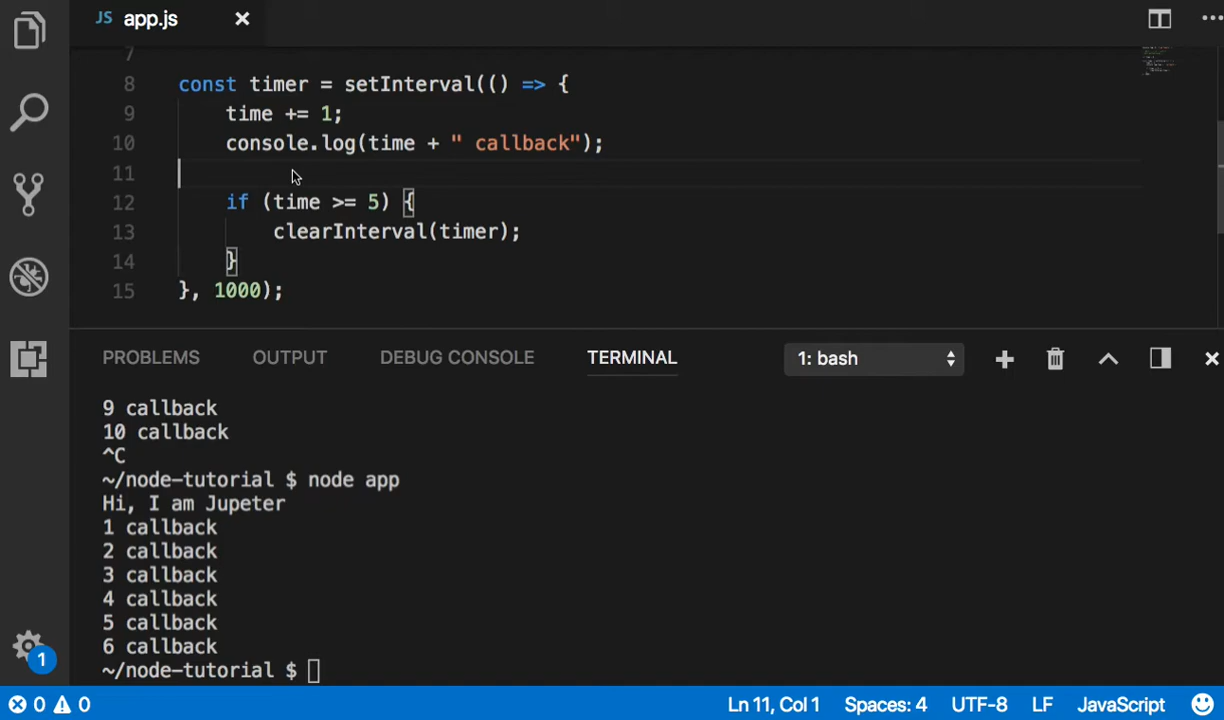 JS app.js
7
8 const timer = setInterval(() => {
9 time += 1;
10 console.log(time + " callback");
11
12 if (time >= 5) {
13 clearInterval(timer);
14 }
15 }, 1000);
PROBLEMS OUTPUT DEBUG CONSOLE TERMINAL 1: bash
9 callback
10 callback
^C
~/node-tutorial $ node app
Hi, I am Jupeter
1 callback
2 callback
3 callback
4 callback
5 callback
6 callback
~/node-tutorial $
1
0 0 Ln 11, Col 1 Spaces: 4 UTF-8 LF JavaScript